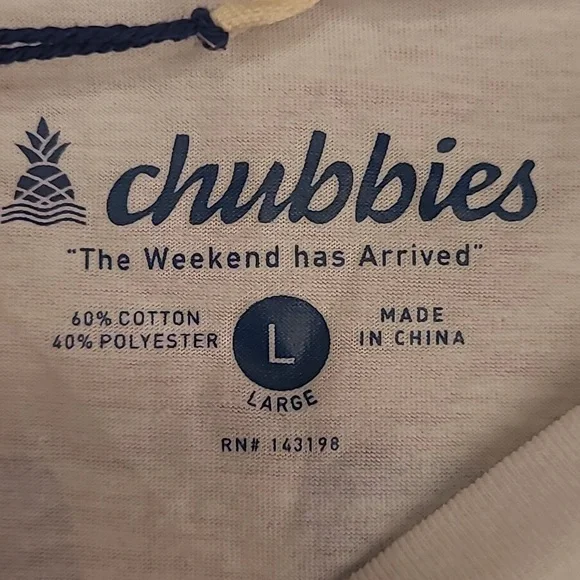 chubbies
"The Weekend has Arrived"
60% COTTON
40% POLYESTER
L
LARGE
MADE
IN CHINA
RN# 143198